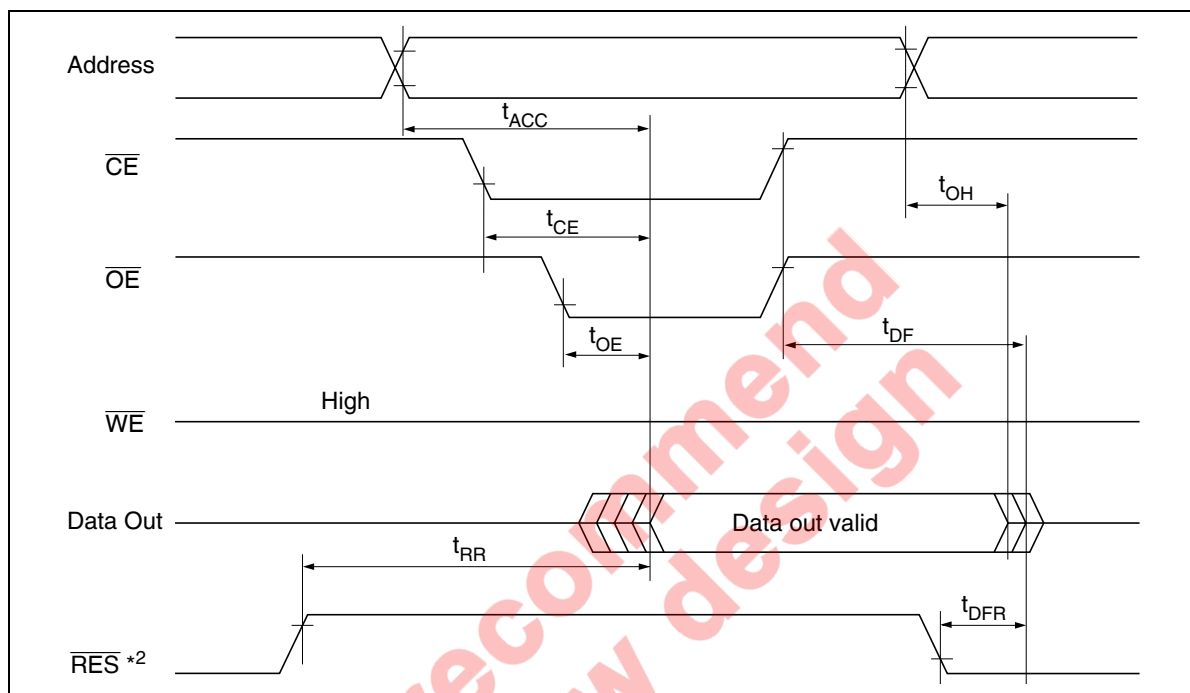 Address
tACC
CE
tOH
tCE
OE
tDF
tOE
High
WE
Data Out
Data out valid
tRR
tDFR
RES *2
recommend
w design